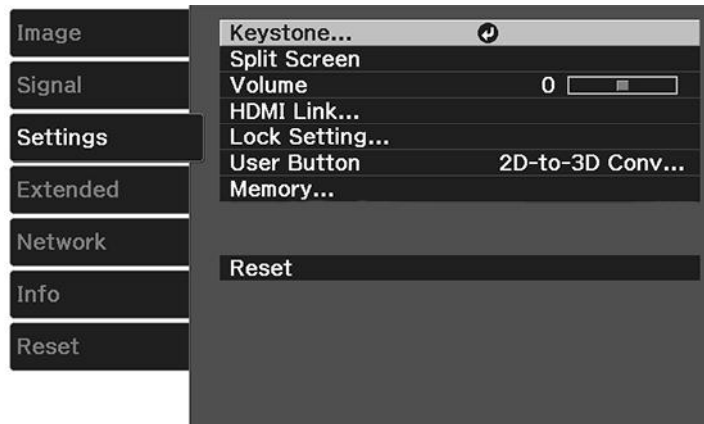 Image
Signal
Settings
Extended
Network
Info
Reset
Keystone...
Split Screen
Volume 0
HDMI Link...
Lock Setting...
User Button 2D-to-3D Conv...
Memory...
Reset